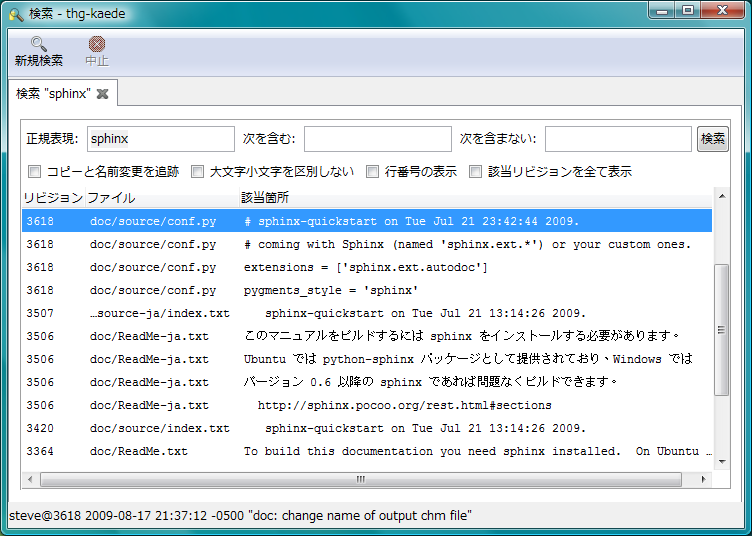 検索 - thg-kaede
新規検索 中止
検索 "sphinx"
正規表現: sphinx 次を含む: 次を含まない: 検索
コピーと名前変更を追跡 大文字小文字を区別しない 行番号の表示 該当リビジョンを全て表示
リビジョン ファイル 該当箇所
3618 doc/source/conf.py # sphinx-quickstart on Tue Jul 21 23:42:44 2009.
3618 doc/source/conf.py # coming with Sphinx (named 'sphinx.ext.*') or your custom ones.
3618 doc/source/conf.py extensions = ['sphinx.ext.autodoc']
3618 doc/source/conf.py pygments_style = 'sphinx'
3507 …source-ja/index.txt sphinx-quickstart on Tue Jul 21 13:14:26 2009.
3506 doc/ReadMe-ja.txt このマニュアルをビルドするには sphinx をインストールする必要があります。
3506 doc/ReadMe-ja.txt Ubuntu では python-sphinx パッケージとして提供されており、Windows では
3506 doc/ReadMe-ja.txt バージョン 0.6 以降の sphinx であれば問題なくビルドできます。
3506 doc/ReadMe-ja.txt http://sphinx.pocoo.org/rest.html#sections
3420 doc/source/index.txt sphinx-quickstart on Tue Jul 21 13:14:26 2009.
3364 doc/ReadMe.txt To build this documentation you need sphinx installed. On Ubuntu …
steve@3618 2009-08-17 21:37:12 -0500 "doc: change name of output chm file"